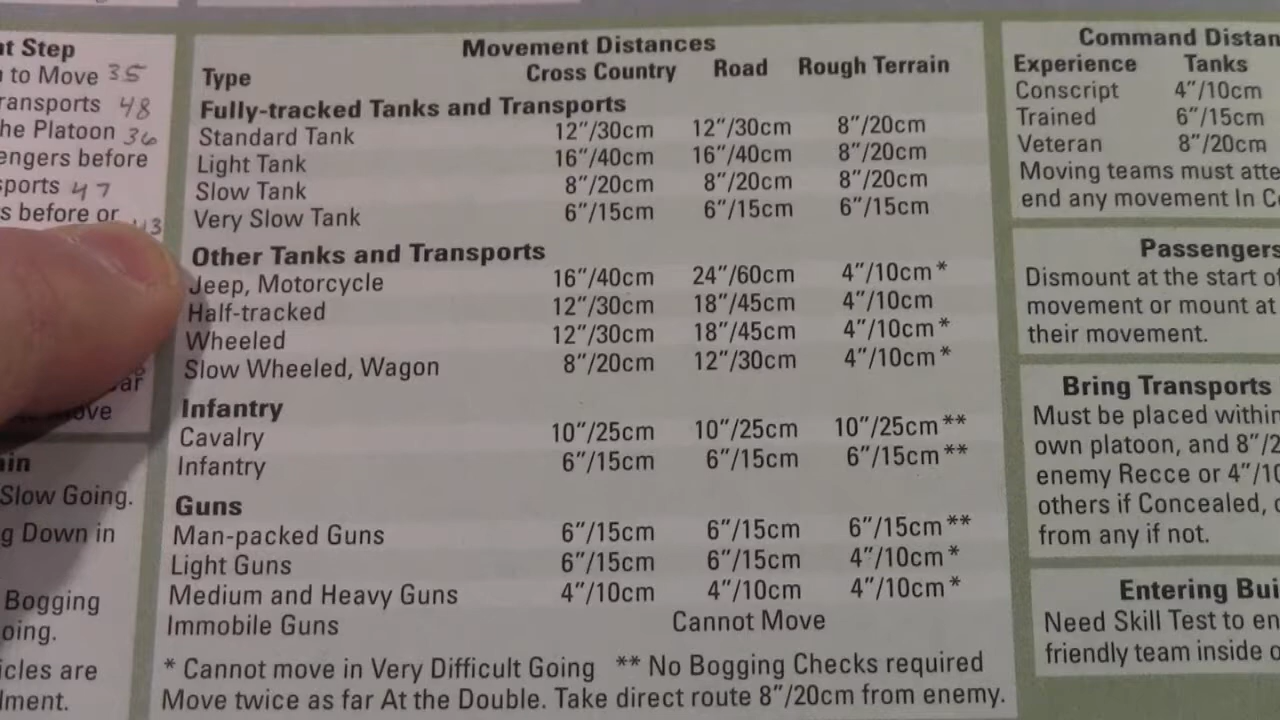 nt Step
n to Move 35
ransports 48
he Platoon 36
engers before
sports 47
s before or 43
ar
ove
ain
Slow Going.
g Down in
Bogging
oing.
icles are
lment.
Movement Distances
Type Cross Country Road Rough Terrain
Fully-tracked Tanks and Transports
Standard Tank 12"/30cm 12"/30cm 8"/20cm
Light Tank 16"/40cm 16"/40cm 8"/20cm
Slow Tank 8"/20cm 8"/20cm 8"/20cm
Very Slow Tank 6"/15cm 6"/15cm 6"/15cm
Other Tanks and Transports
Jeep, Motorcycle 16"/40cm 24"/60cm 4"/10cm *
Half-tracked 12"/30cm 18"/45cm 4"/10cm
Wheeled 12"/30cm 18"/45cm 4"/10cm *
Slow Wheeled, Wagon 8"/20cm 12"/30cm 4"/10cm *
Infantry
Cavalry 10"/25cm 10"/25cm 10"/25cm **
Infantry 6"/15cm 6"/15cm 6"/15cm **
Guns
Man-packed Guns 6"/15cm 6"/15cm 6"/15cm **
Light Guns 6"/15cm 6"/15cm 4"/10cm *
Medium and Heavy Guns 4"/10cm 4"/10cm 4"/10cm *
Immobile Guns Cannot Move
* Cannot move in Very Difficult Going ** No Bogging Checks required
Move twice as far At the Double. Take direct route 8"/20cm from enemy.
Command Distan
Experience Tanks
Conscript 4"/10cm
Trained 6"/15cm
Veteran 8"/20cm
Moving teams must atte
end any movement In C
Passengers
Dismount at the start of
movement or mount at
their movement.
Bring Transports
Must be placed within
own platoon, and 8"/2
enemy Recce or 4"/10
others if Concealed, o
from any if not.
Entering Bui
Need Skill Test to en
friendly team inside o